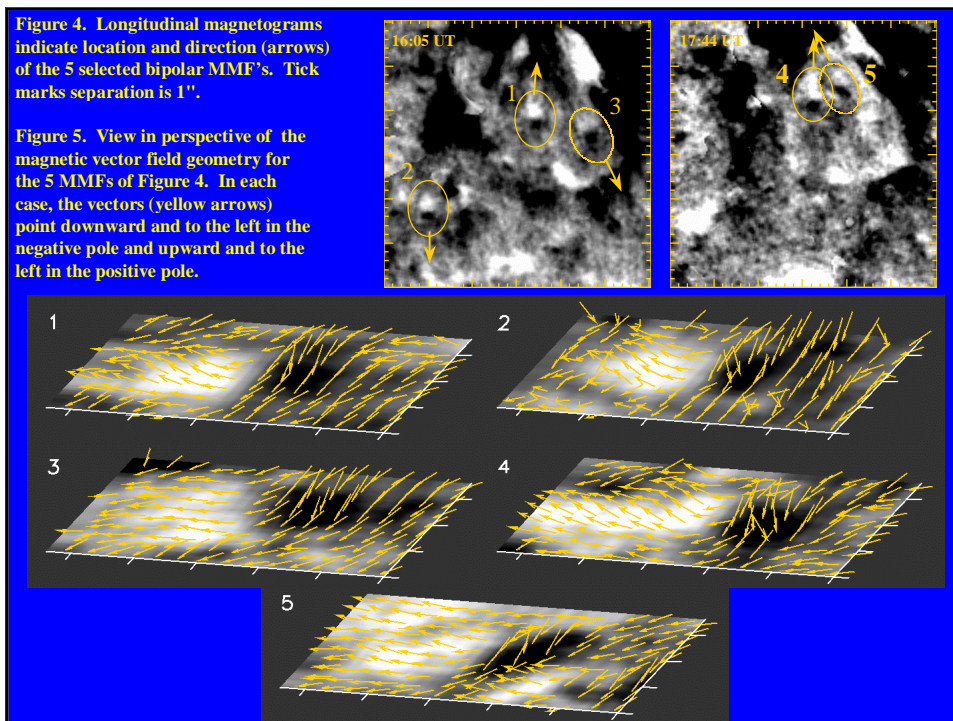 Figure 4. Longitudinal magnetograms
indicate location and direction (arrows)
of the 5 selected bipolar MMF's. Tick
marks separation is 1".
Figure 5. View in perspective of the
magnetic vector field geometry for
the 5 MMFs of Figure 4. In each
case, the vectors (yellow arrows)
point downward and to the left in the
negative pole and upward and to the
left in the positive pole.
16:05 UT
1
3
2
17:44 UT
4
5
1
2
3
4
5